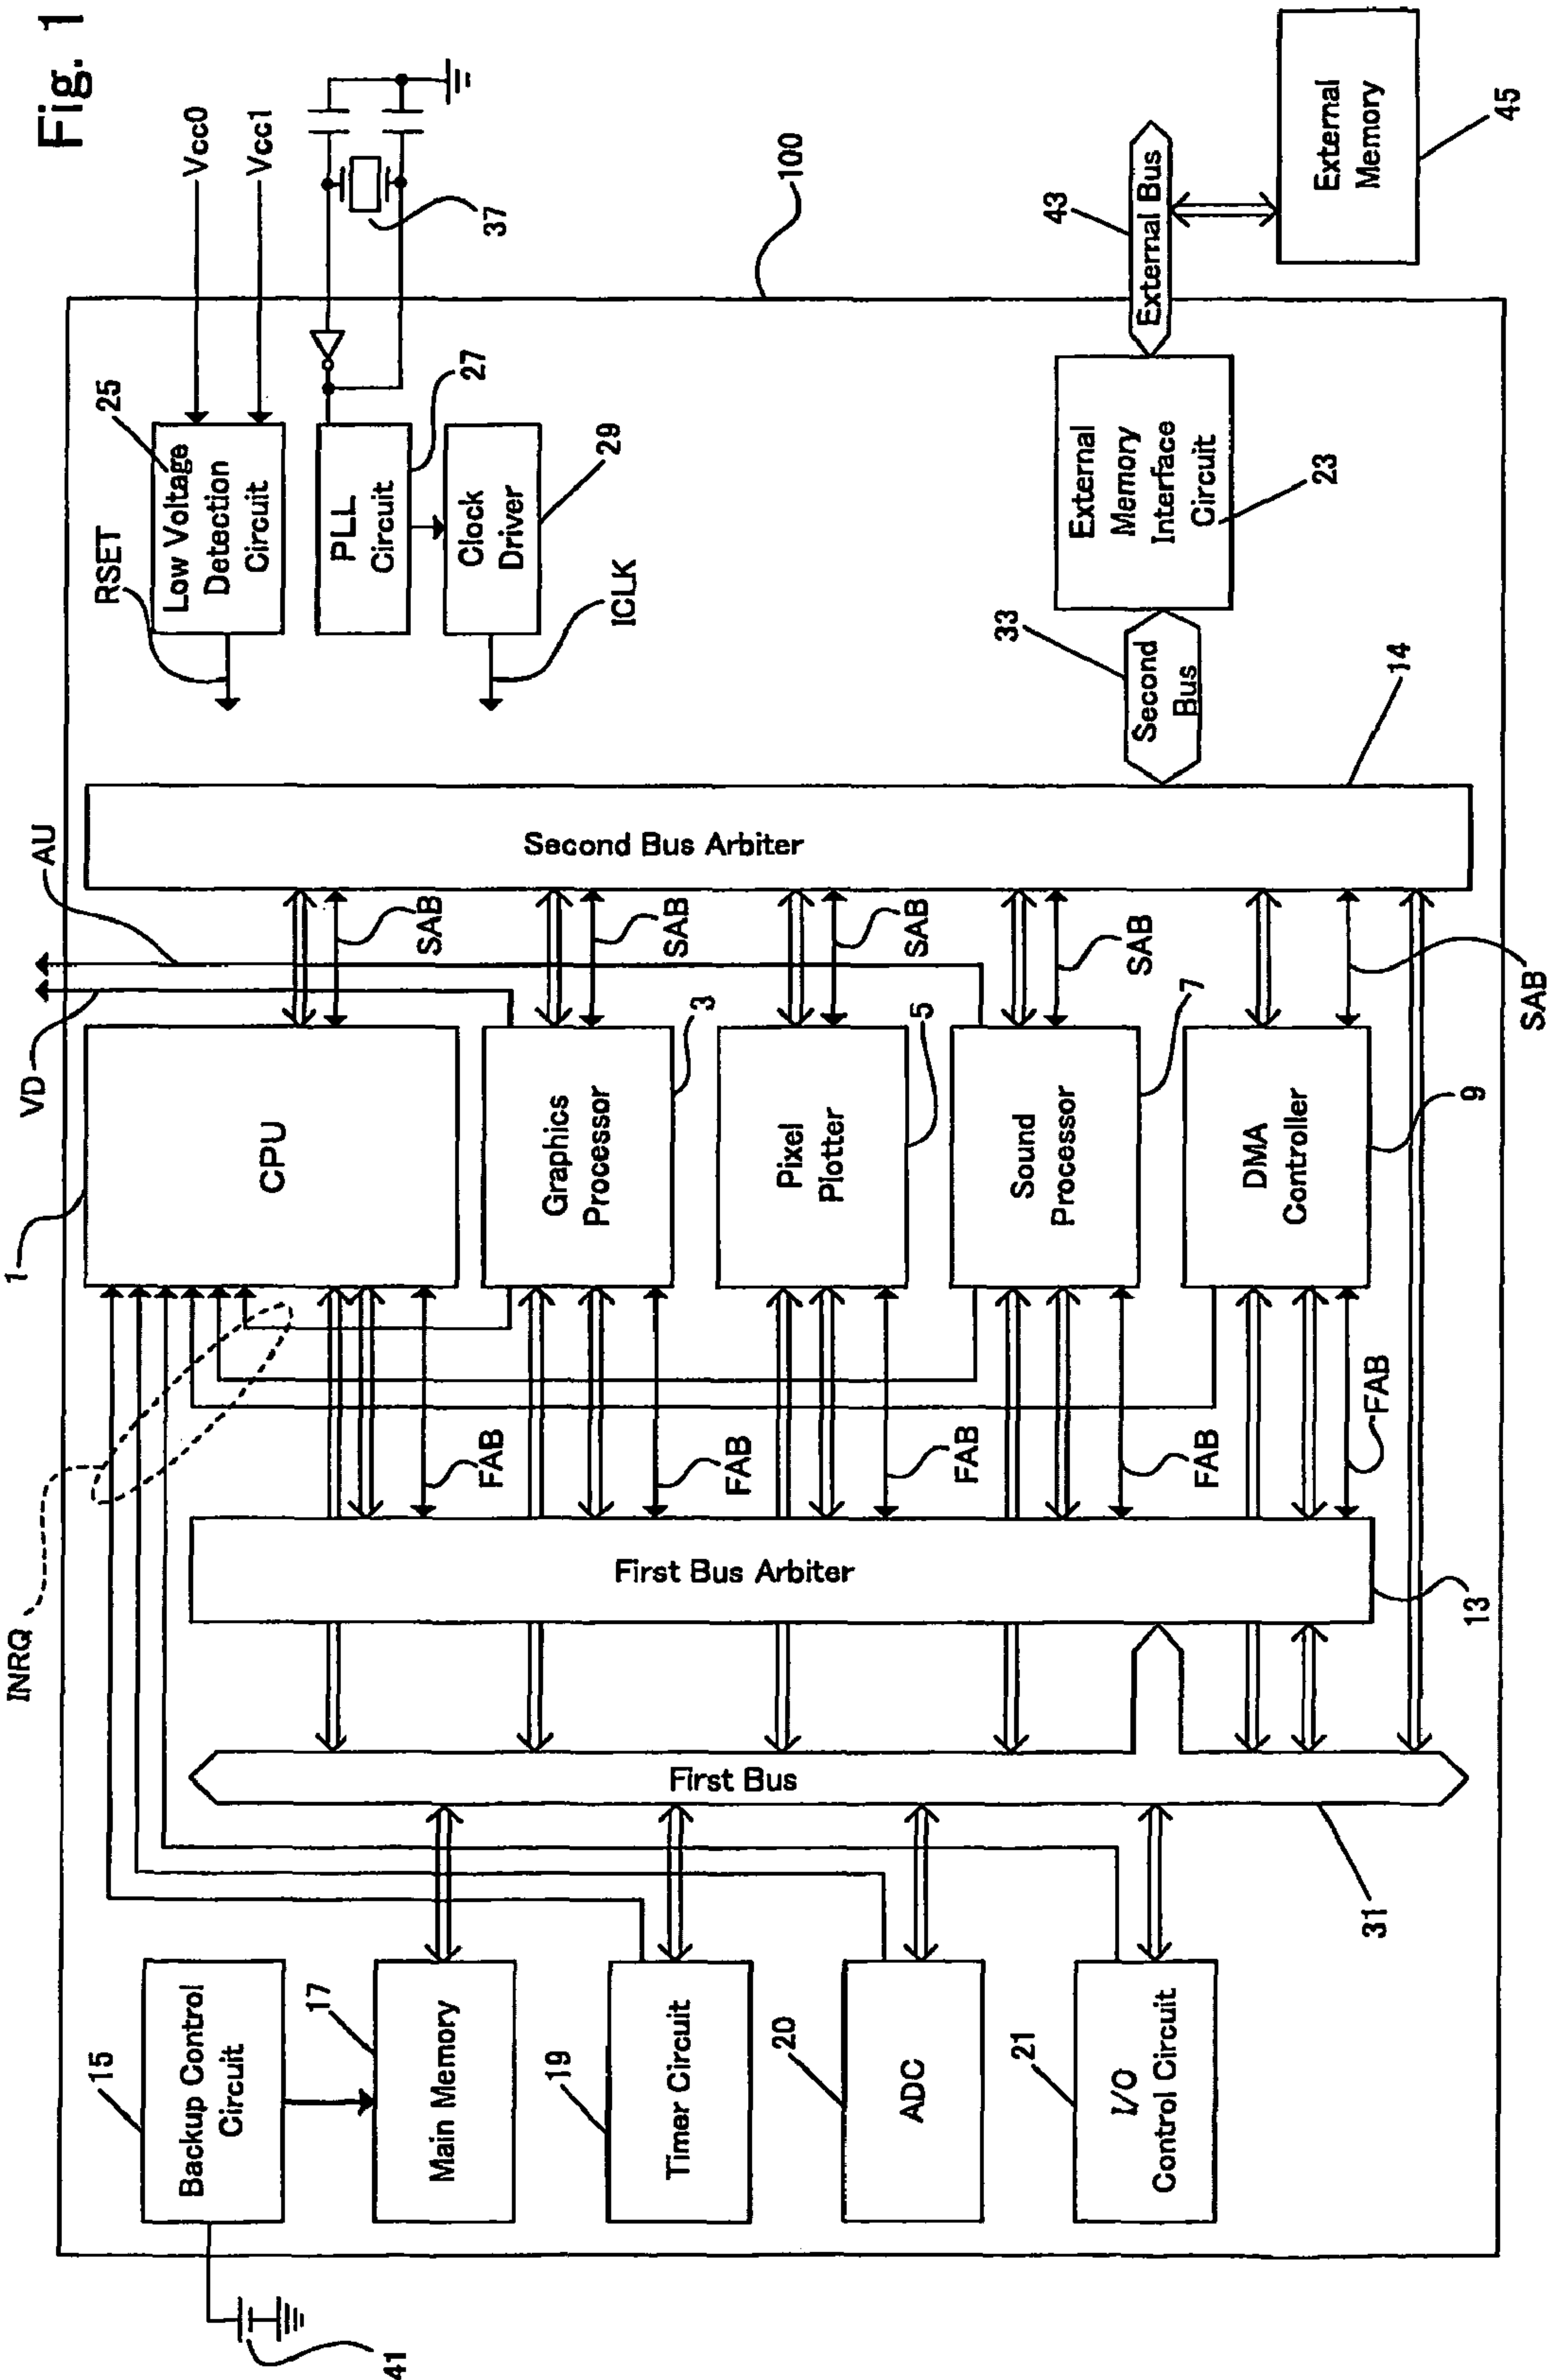 Fig. 1
Vcc0
Vcc1
37
100
43
External Bus
External
Memory
45
25
Low Voltage
Detection
Circuit
RSET
PLL
Circuit
27
Clock
Driver
29
ICLK
External
Memory
Interface
Circuit
23
33
Second
Bus
14
Second Bus Arbiter
AU
VD
SAB
SAB
SAB
SAB
SAB
1
CPU
Graphics
Processor
3
Pixel
Plotter
5
Sound
Processor
7
DMA
Controller
9
INRQ
FAB
FAB
FAB
FAB
FAB
First Bus Arbiter
13
First Bus
31
15
Backup Control
Circuit
17
Main Memory
19
Timer Circuit
20
ADC
21
I/O
Control Circuit
41